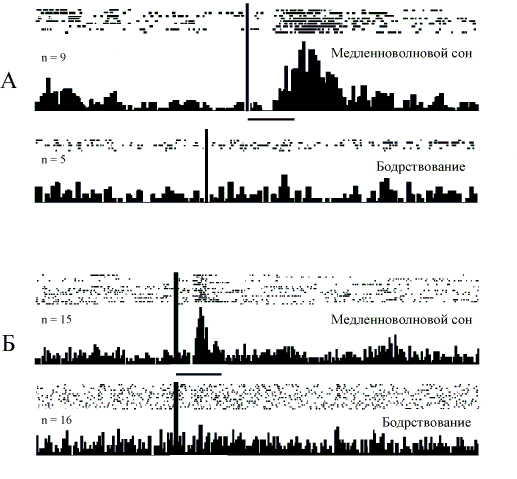 n = 9
Медленноволновой сон
А
n = 5
Бодрствование
n = 15
Медленноволновой сон
Б
n = 16
Бодрствование